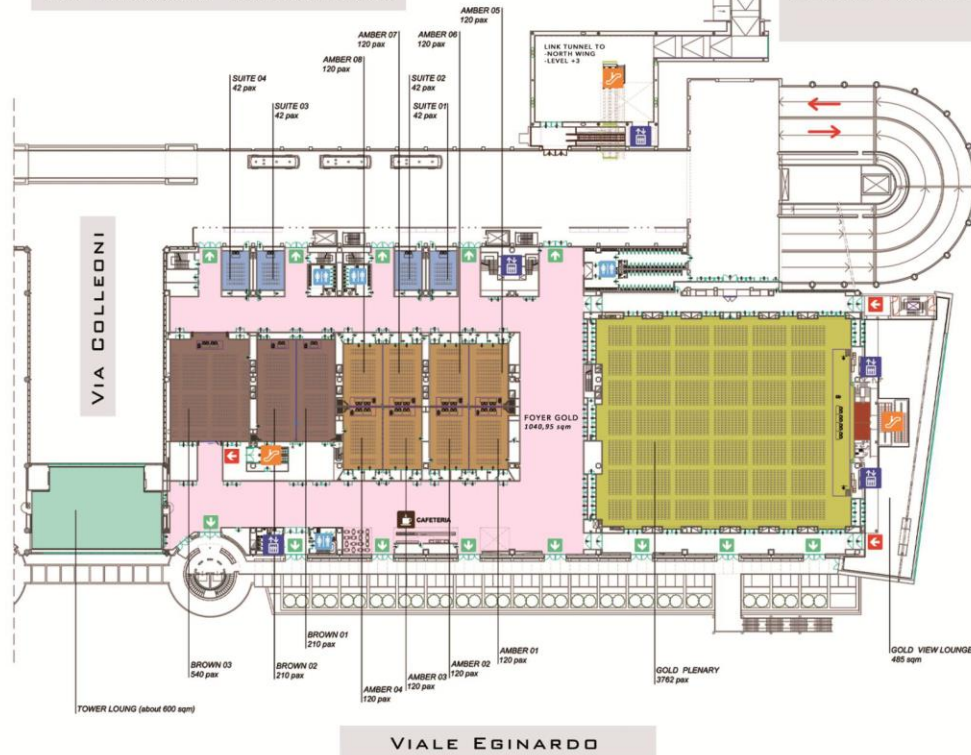 AMBER 05
120 pax
AMBER 07
120 pax
AMBER 06
120 pax
AMBER 08
120 pax
LINK TUNNEL TO
-NORTH WING
-LEVEL +3
SUITE 04
42 pax
SUITE 03
42 pax
SUITE 02
42 pax
SUITE 01
42 pax
VIA COLLEONI
FOYER GOLD
1040,95 sqm
CAFETERIA
BROWN 03
540 pax
BROWN 02
210 pax
BROWN 01
210 pax
AMBER 04
120 pax
AMBER 03
120 pax
AMBER 02
120 pax
AMBER 01
120 pax
GOLD PLENARY
3762 pax
GOLD VIEW LOUNGE
485 sqm
TOWER LOUNG (about 600 sqm)
VIALE EGINARDO